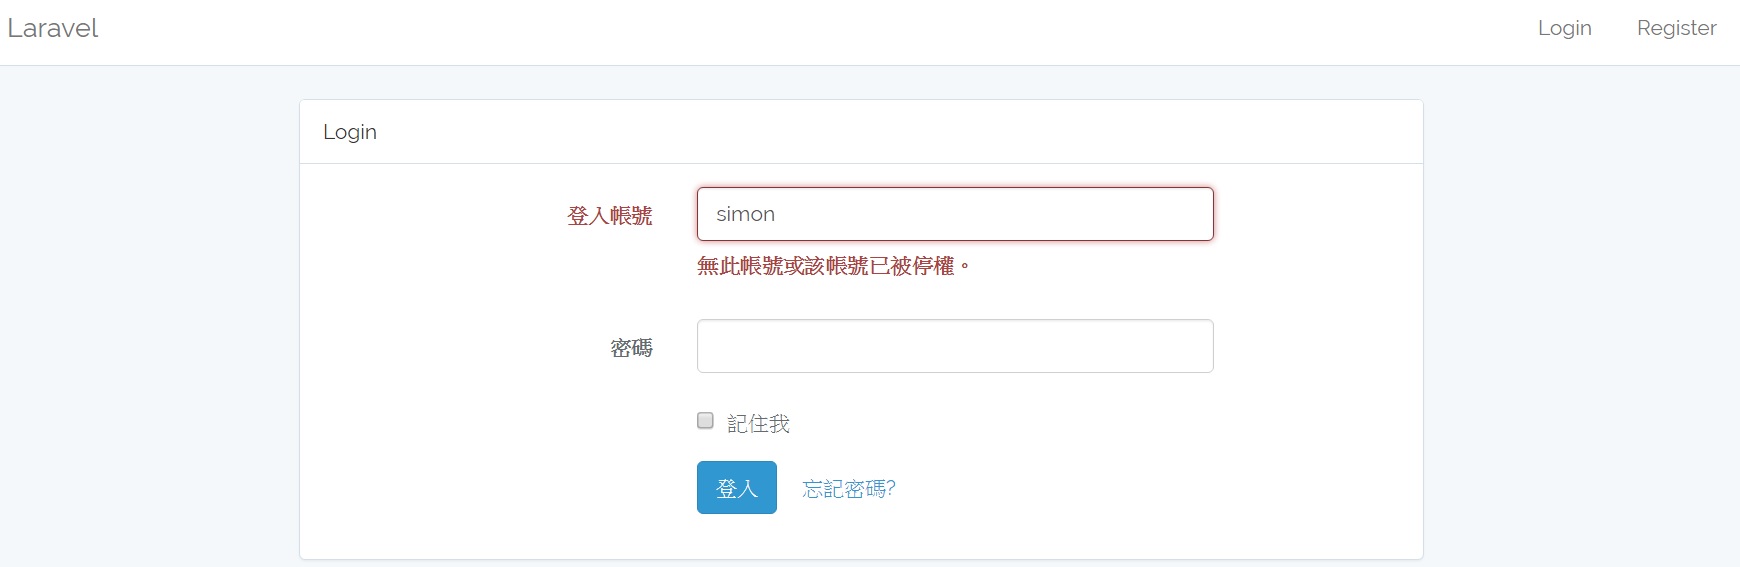 Laravel
Login
Register
Login
登入帳號
simon
無此帳號或該帳號已被停權。
密碼
記住我
登入
忘記密碼?